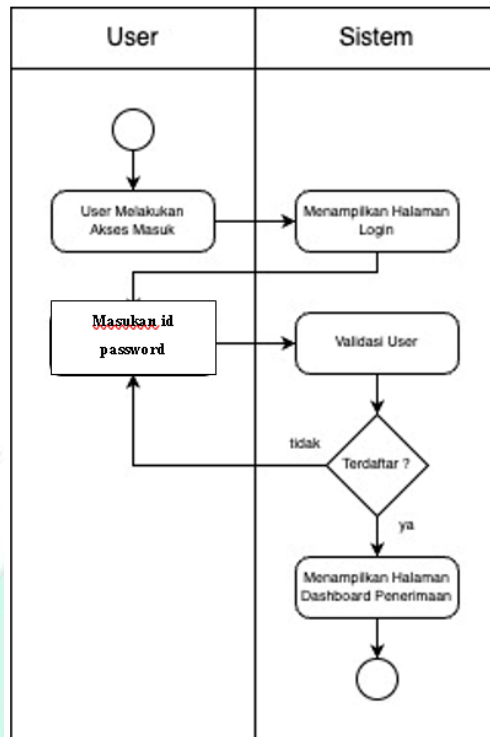 User
Sistem
User Melakukan
Akses Masuk
Menampilkan Halaman
Login
Masukan id
password
Validasi User
tidak
Terdaftar ?
ya
Menampilkan Halaman
Dashboard Penerimaan